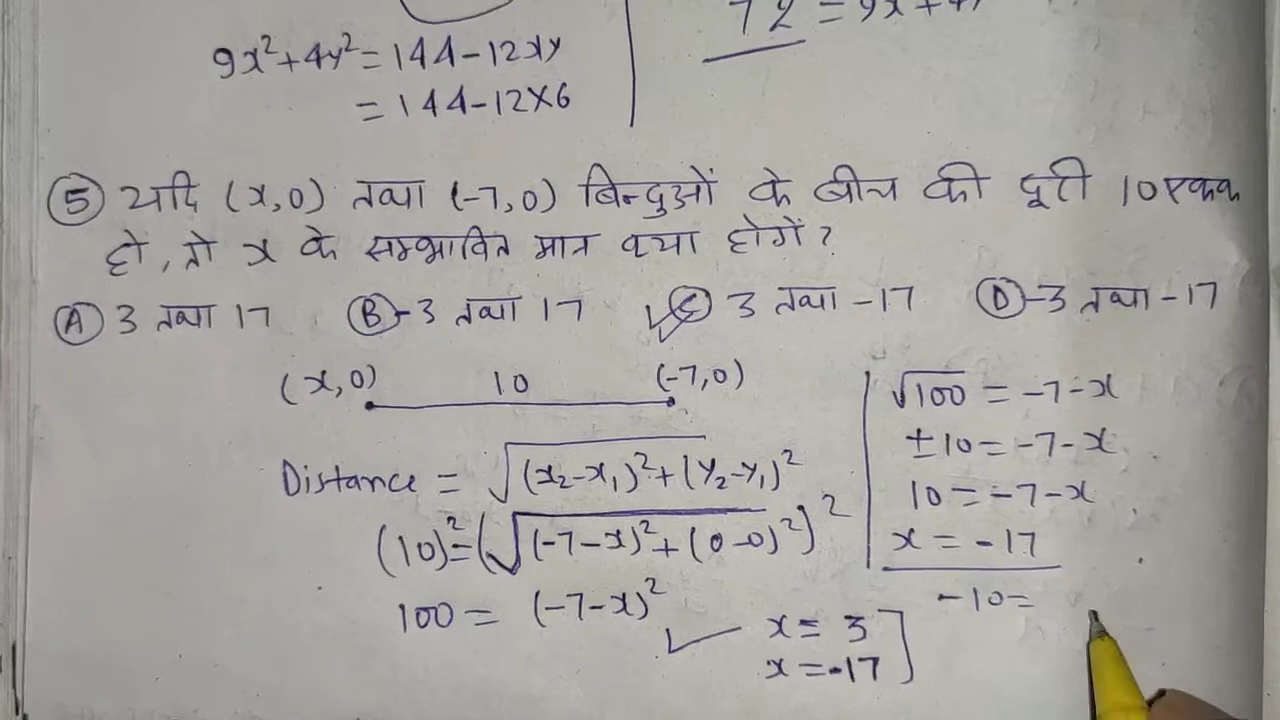 72 = 9x+4y
9x²+4y² = 144-12xy
= 144-12×6
⑤ यदि (x,0) तथा (-7,0) बिन्दुओं के बीच की दूरी 10 एकक
हो, तो x के सम्भावित मान क्या होगें?
Ⓐ 3 तथा 17 Ⓑ -3 तथा 17 Ⓒ 3 तथा -17 Ⓓ -3 तथा -17
(x,0) 10 (-7,0)
Distance = √(x₂-x₁)²+(y₂-y₁)²
(10)² = (√(-7-x)²+(0-0)²)²
100 = (-7-x)²
x = 3
x = -17
√100 = -7-x
±10 = -7-x
10 = -7-x
x = -17
-10 =